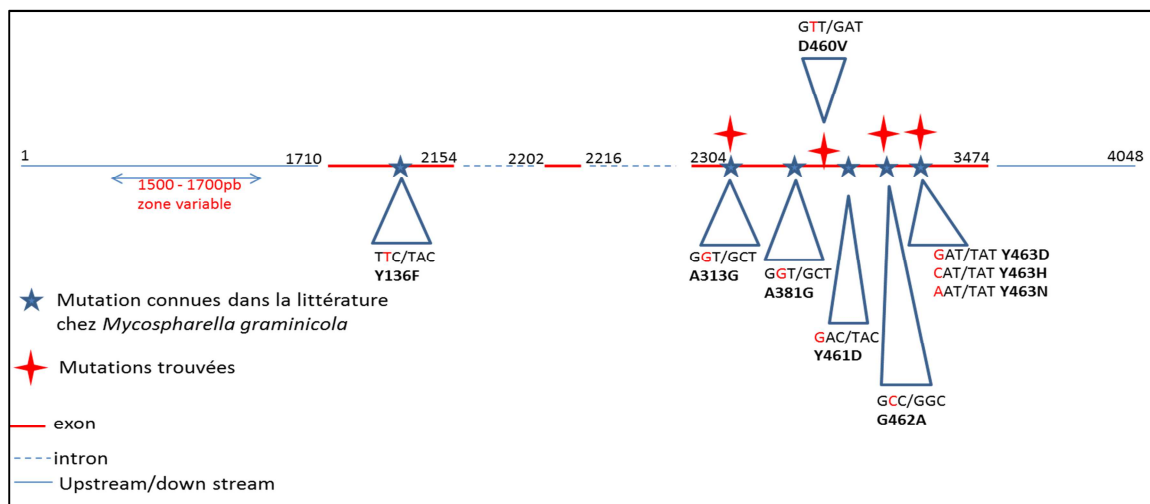 GTT/GAT
D460V
1
1710
2154
2202
2216
2304
3474
4048
1500 - 1700pb
zone variable
TTC/TAC
Y136F
GGT/GCT
A313G
GGT/GCT
A381G
GAC/TAC
Y461D
GCC/GGC
G462A
GAT/TAT Y463D
CAT/TAT Y463H
AAT/TAT Y463N
Mutation connues dans la littérature
chez Mycospharella graminicola
Mutations trouvées
exon
intron
Upstream/down stream